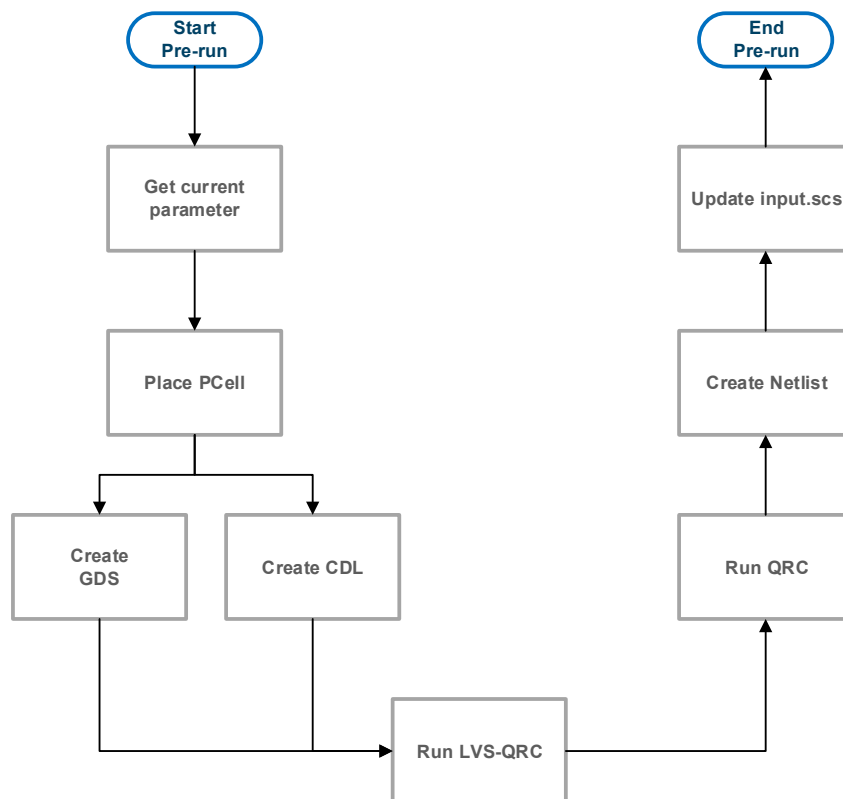 Start
Pre-run
Get current
parameter
Place PCell
Create
GDS
Create CDL
Run LVS-QRC
Run QRC
Create Netlist
Update input.scs
End
Pre-run